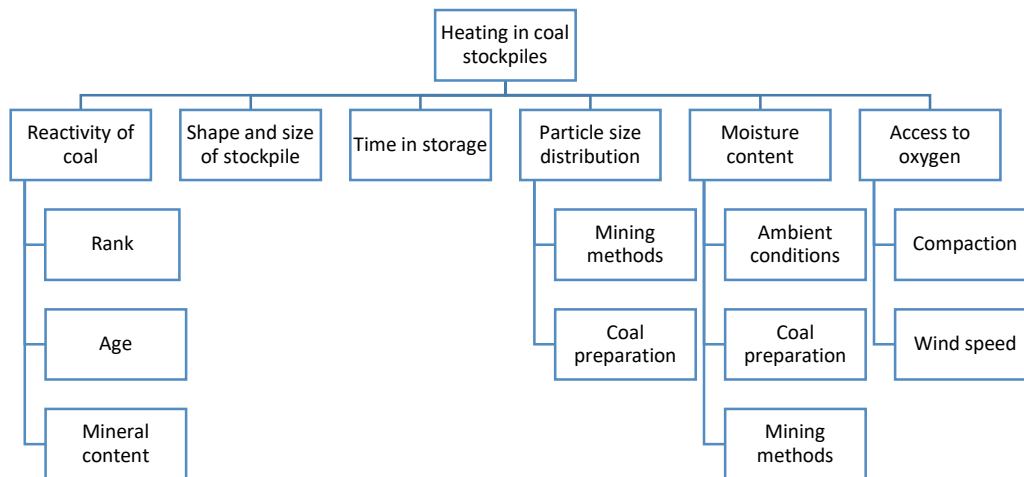 Heating in coal
stockpiles
Reactivity of
coal
Shape and size
of stockpile
Time in storage
Particle size
distribution
Moisture
content
Access to
oxygen
Rank
Age
Mineral
content
Mining
methods
Coal
preparation
Ambient
conditions
Coal
preparation
Mining
methods
Compaction
Wind speed